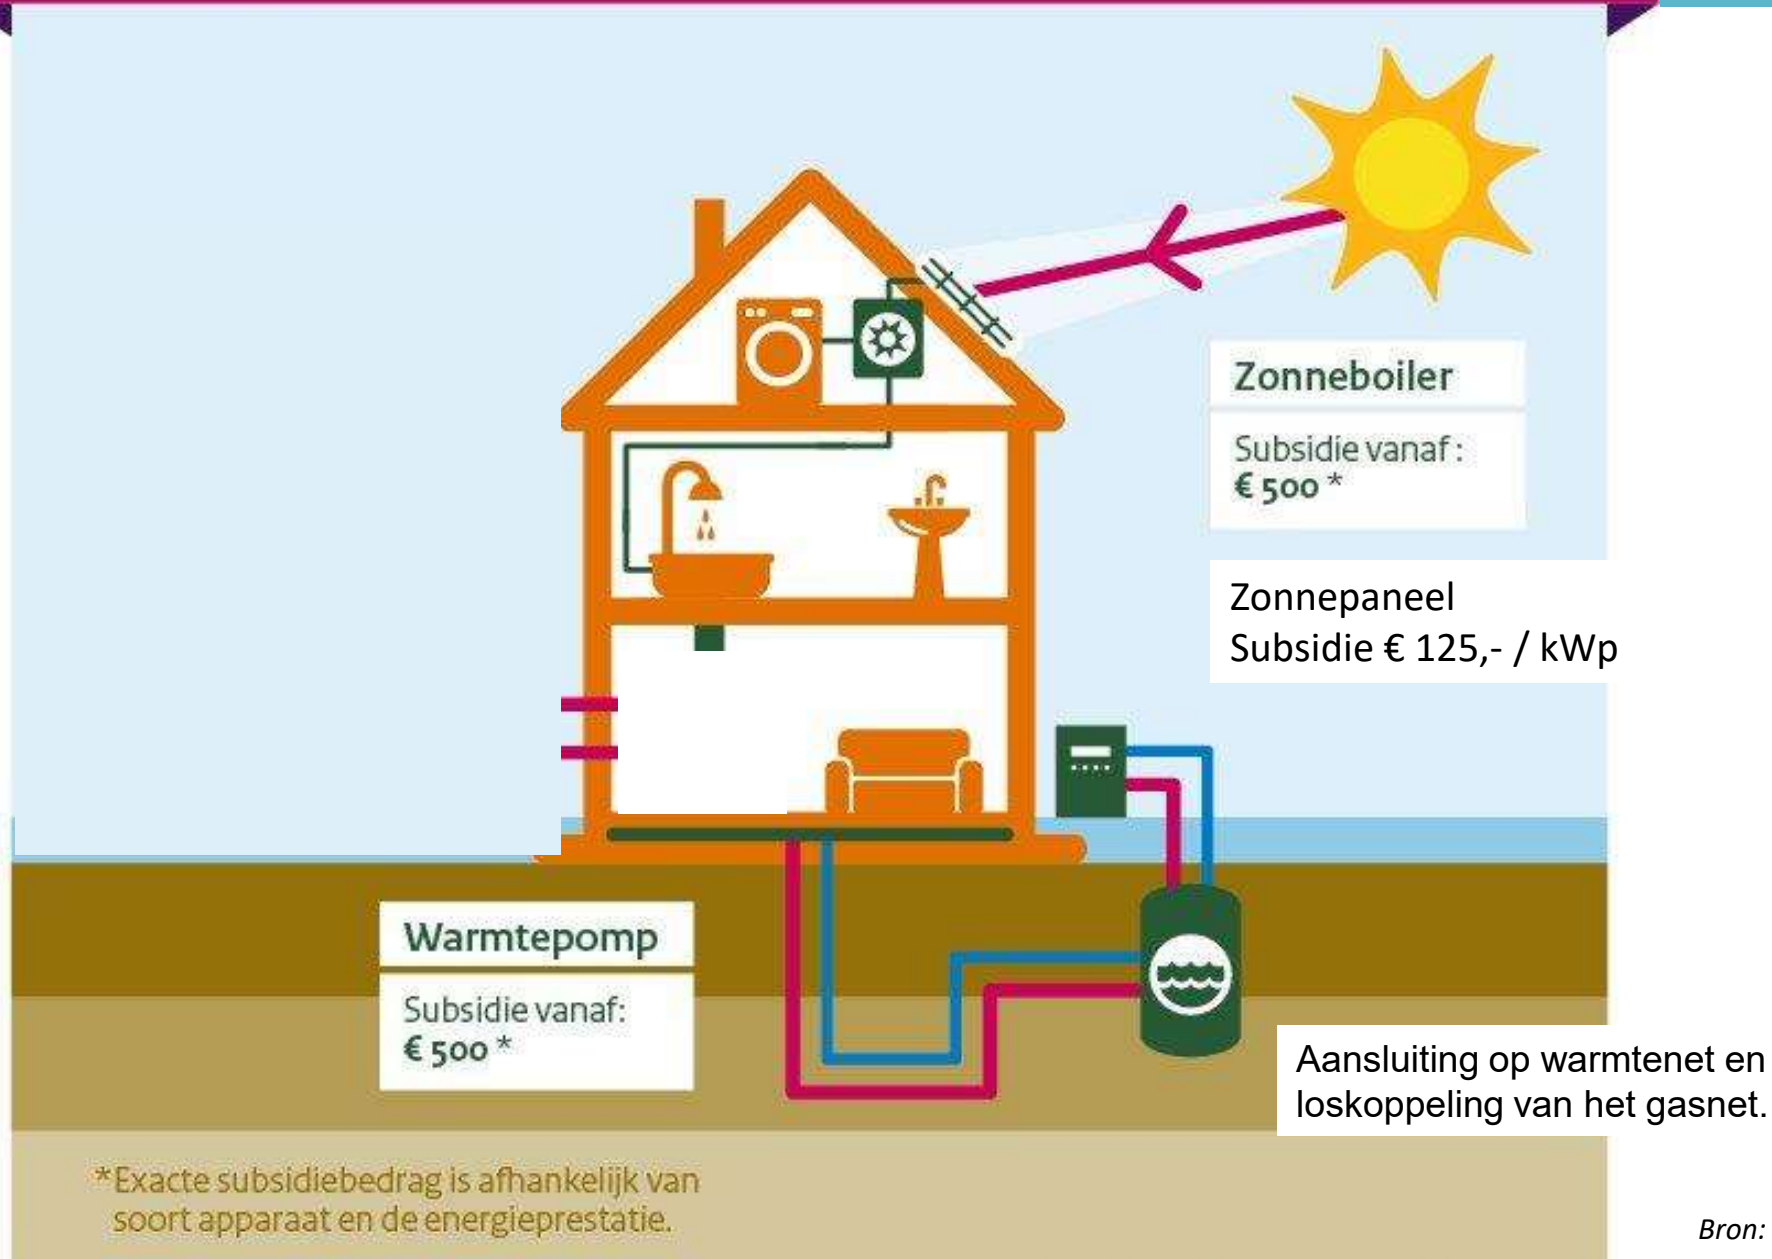 Zonneboiler
Subsidie vanaf :
€ 500 *
Zonnepaneel
Subsidie € 125,- / kWp
Warmtepomp
Subsidie vanaf:
€ 500 *
Aansluiting op warmtenet en
loskoppeling van het gasnet.
*Exacte subsidiebedrag is afhankelijk van
soort apparaat en de energieprestatie.
Bron: